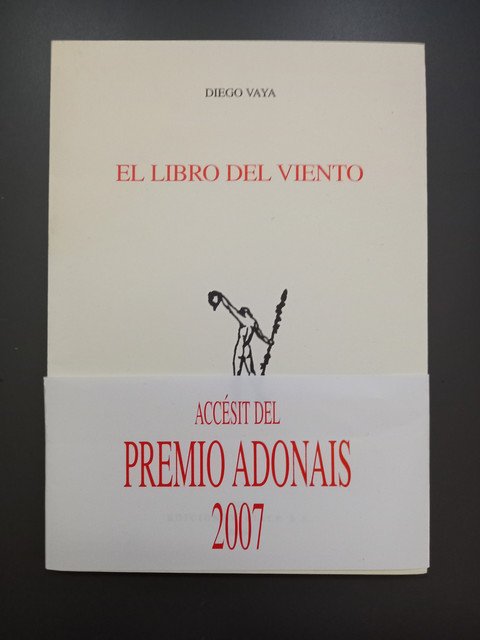 DIEGO VAYA
EL LIBRO DEL VIENTO
ACCÉSIT DEL
PREMIO ADONAIS
2007